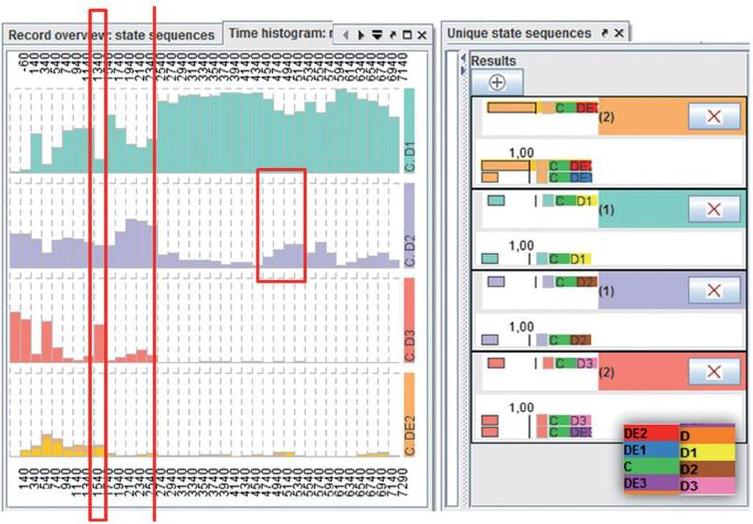 Record overview: state sequences
Time histogram: r
-60 140 340 540 740 940 1140 1340 1540 1740 1940 2140 2340 2540 2740 2940 3140 3340 3540 3740 3940 4140 4340 4540 4740 4940 5140 5340 5540 5740 5940 6140 6340 6540 6740 6940 7140
C. D1
C. D2
C. D3
C. DE2
140 340 540 740 940 1140 1340 1540 1740 1940 2140 2340 2540 2740 2940 3140 3340 3540 3740 3940 4140 4340 4540 4740 4940 5140 5340 5540 5740 5940 6140 6340 6540 6740 6940 7140 7290
Unique state sequences
Results
C DE
(2)
1,00
C DE
C DE
C D1
(1)
1,00
C D1
C D2
(1)
1,00
C D2
C D3
(2)
1,00
C D3
C DE
DE2 D
DE1 D1
C D2
DE3 D3